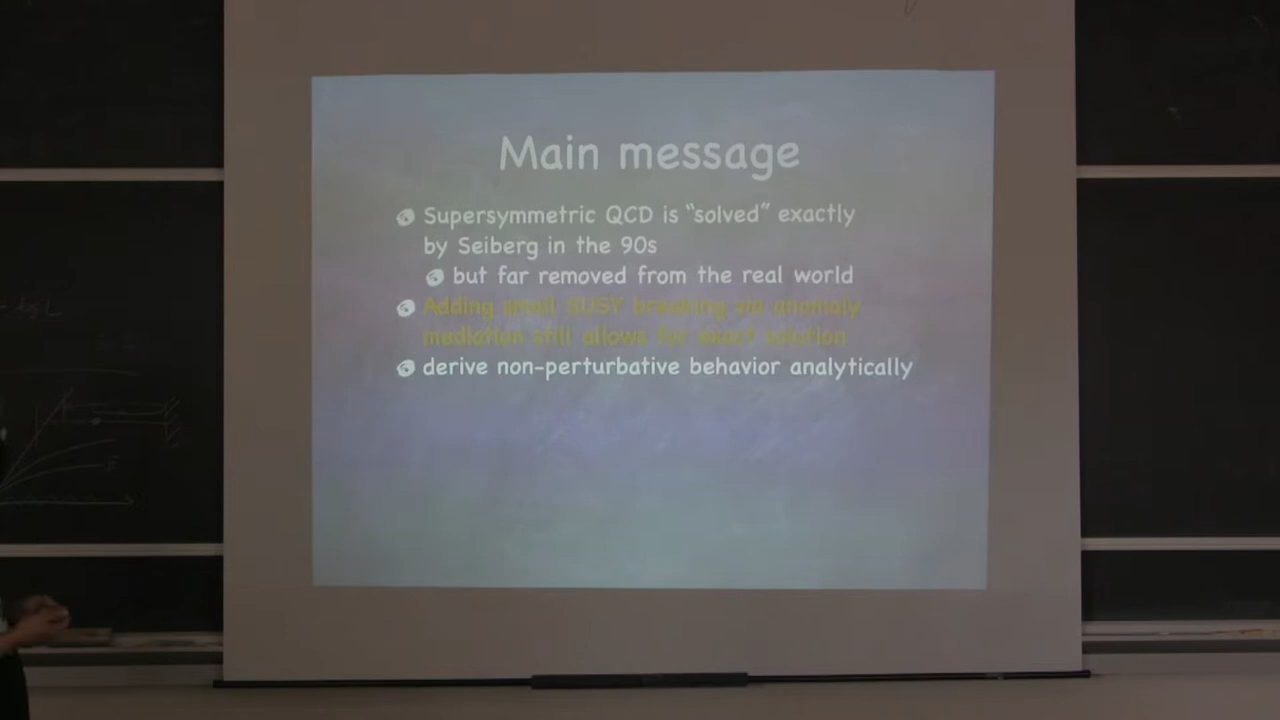 Main message
Supersymmetric QCD is “solved” exactly
by Seiberg in the 90s
but far removed from the real world
Adding small SUSY breaking via anomaly
mediation still allows for exact solution
derive non-perturbative behavior analytically